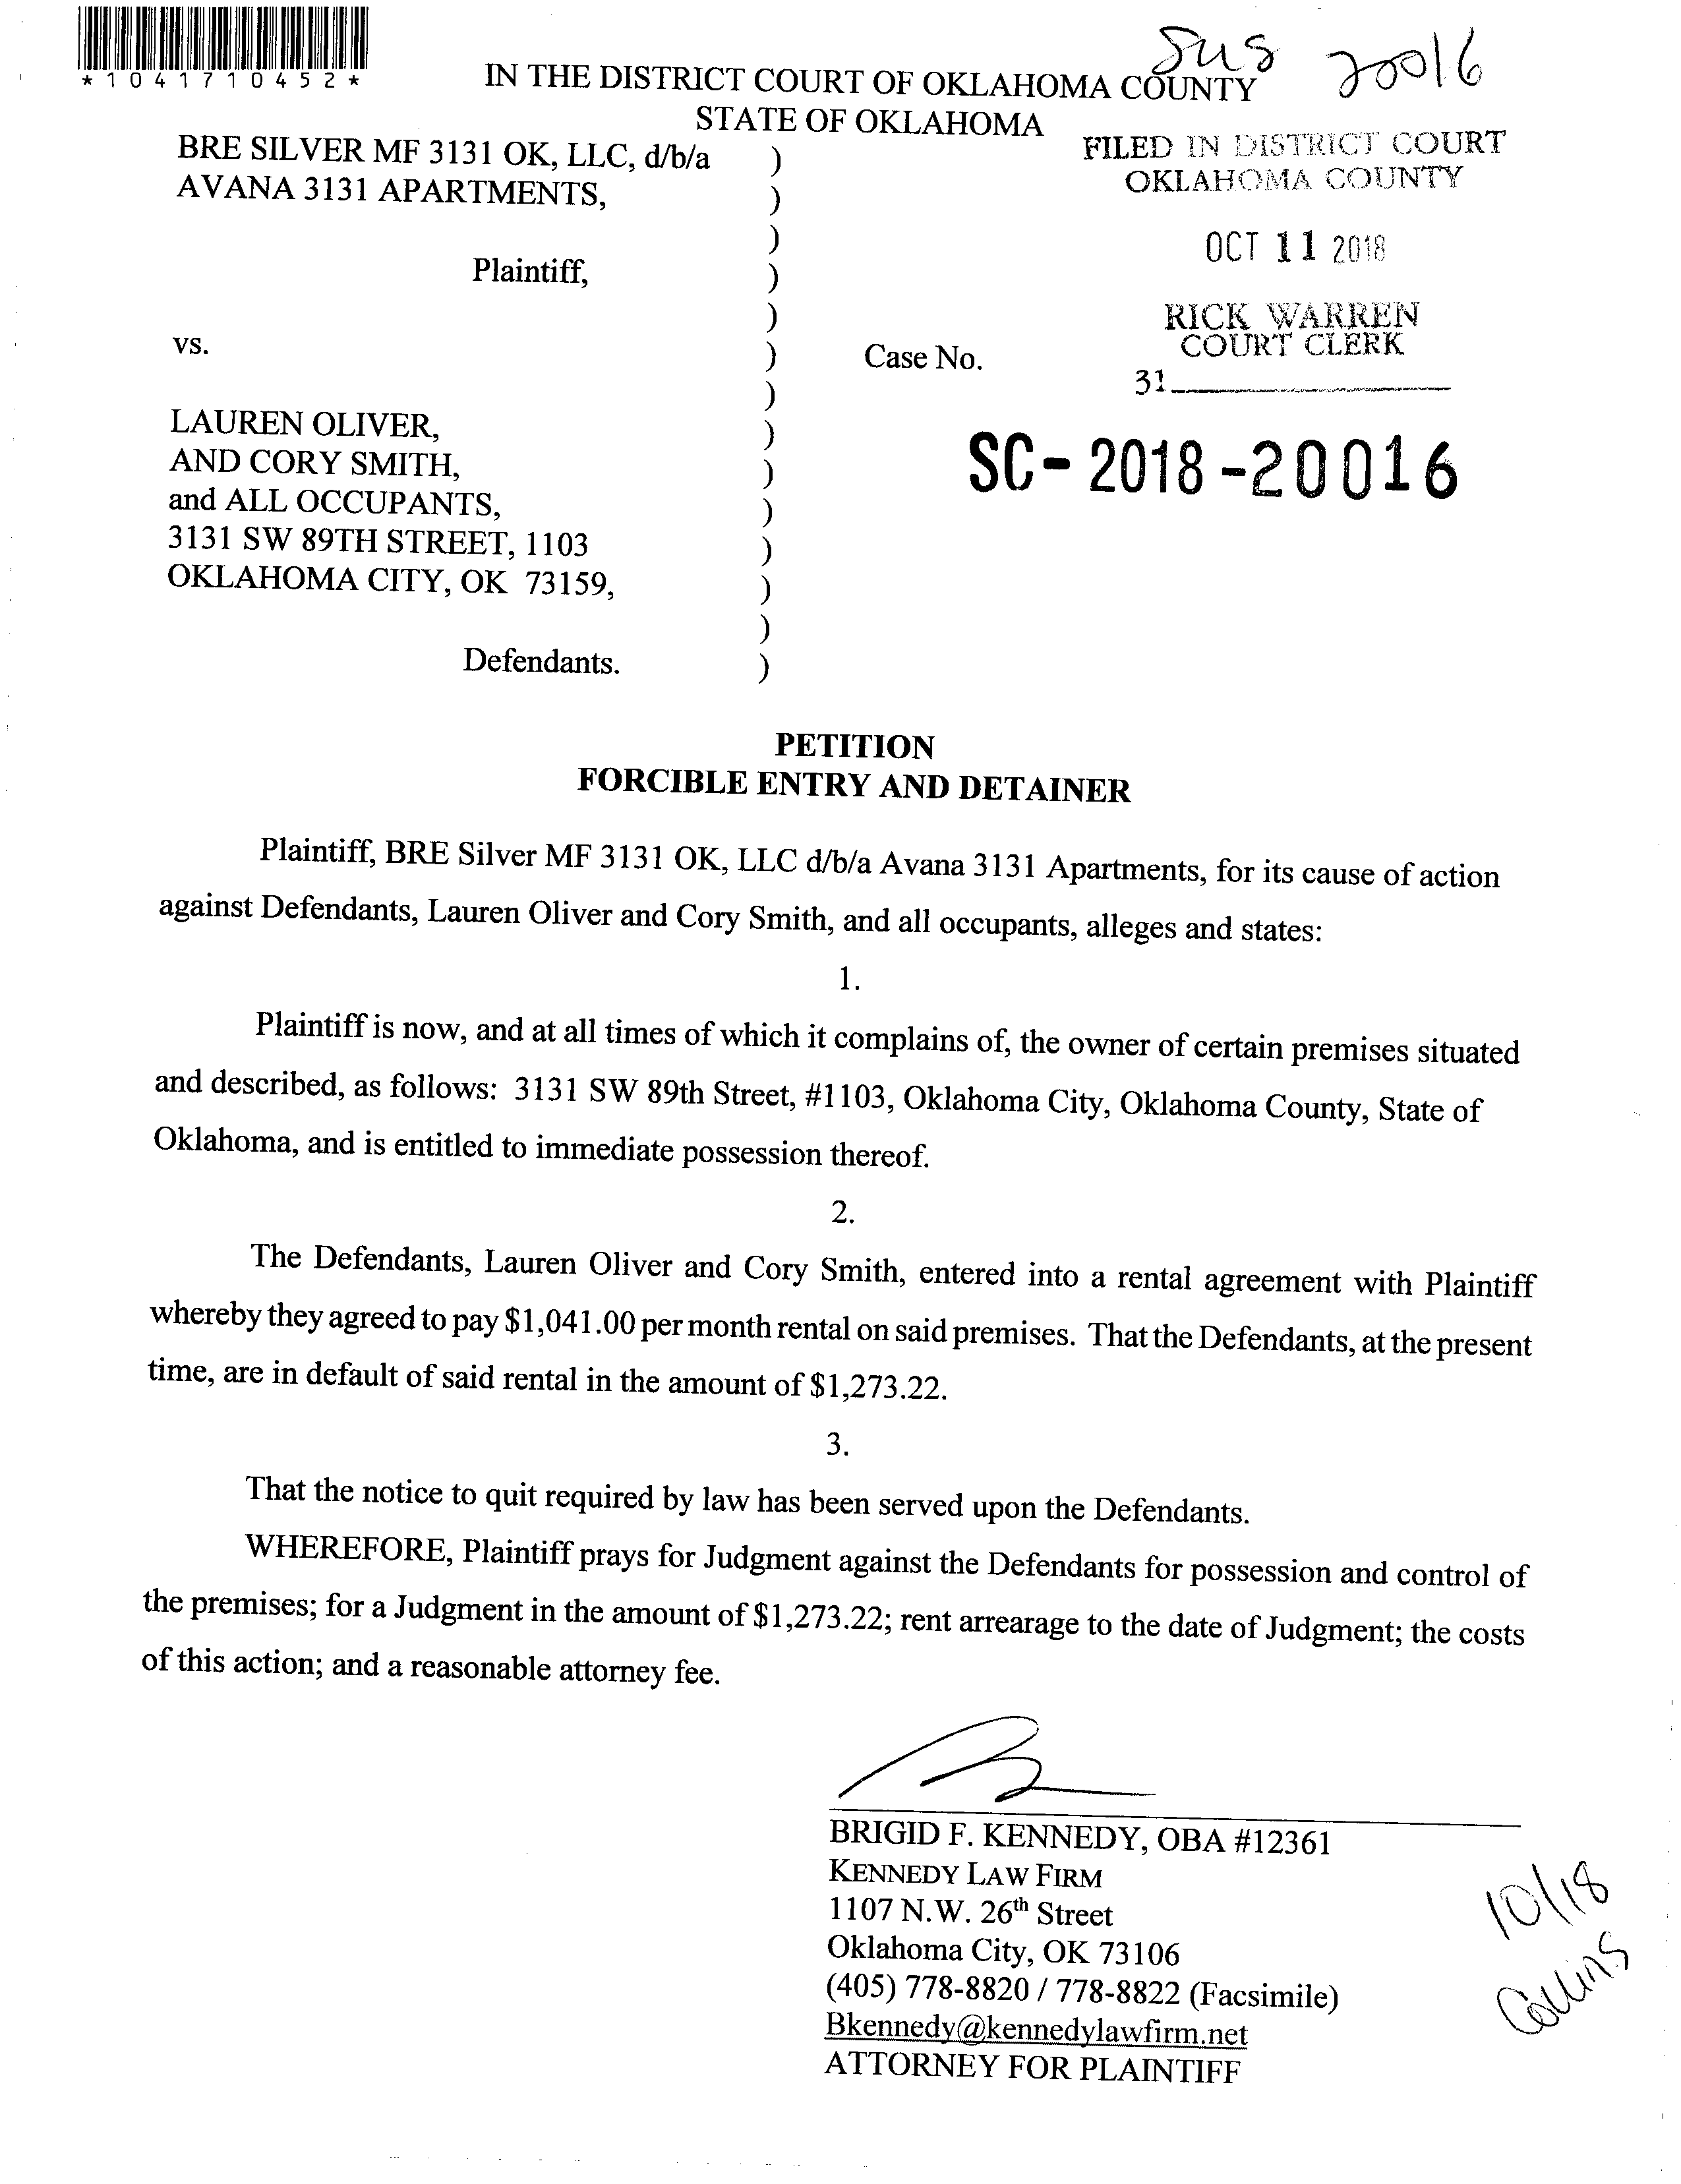 *1041710452*
Sus 20016
IN THE DISTRICT COURT OF OKLAHOMA COUNTY
STATE OF OKLAHOMA
FILED IN DISTRICT COURT
OKLAHOMA COUNTY
OCT 11 2018
RICK WARREN
COURT CLERK
31
BRE SILVER MF 3131 OK, LLC, d/b/a )
AVANA 3131 APARTMENTS, )
)
Plaintiff, )
)
vs. ) Case No.
)
SC-2018-20016
LAUREN OLIVER, )
AND CORY SMITH, )
and ALL OCCUPANTS, )
3131 SW 89TH STREET, 1103 )
OKLAHOMA CITY, OK 73159, )
)
Defendants. )
PETITION
FORCIBLE ENTRY AND DETAINER
Plaintiff, BRE Silver MF 3131 OK, LLC d/b/a Avana 3131 Apartments, for its cause of action
against Defendants, Lauren Oliver and Cory Smith, and all occupants, alleges and states:
1.
Plaintiff is now, and at all times of which it complains of, the owner of certain premises situated
and described, as follows: 3131 SW 89th Street, #1103, Oklahoma City, Oklahoma County, State of
Oklahoma, and is entitled to immediate possession thereof.
2.
The Defendants, Lauren Oliver and Cory Smith, entered into a rental agreement with Plaintiff
whereby they agreed to pay $1,041.00 per month rental on said premises. That the Defendants, at the present
time, are in default of said rental in the amount of $1,273.22.
3.
That the notice to quit required by law has been served upon the Defendants.
WHEREFORE, Plaintiff prays for Judgment against the Defendants for possession and control of
the premises; for a Judgment in the amount of $1,273.22; rent arrearage to the date of Judgment; the costs
of this action; and a reasonable attorney fee.
BRIGID F. KENNEDY, OBA #12361
KENNEDY LAW FIRM
1107 N.W. 26th Street
Oklahoma City, OK 73106
(405) 778-8820 / 778-8822 (Facsimile)
Bkennedy@kennedylawfirm.net
ATTORNEY FOR PLAINTIFF
10/18
Collins